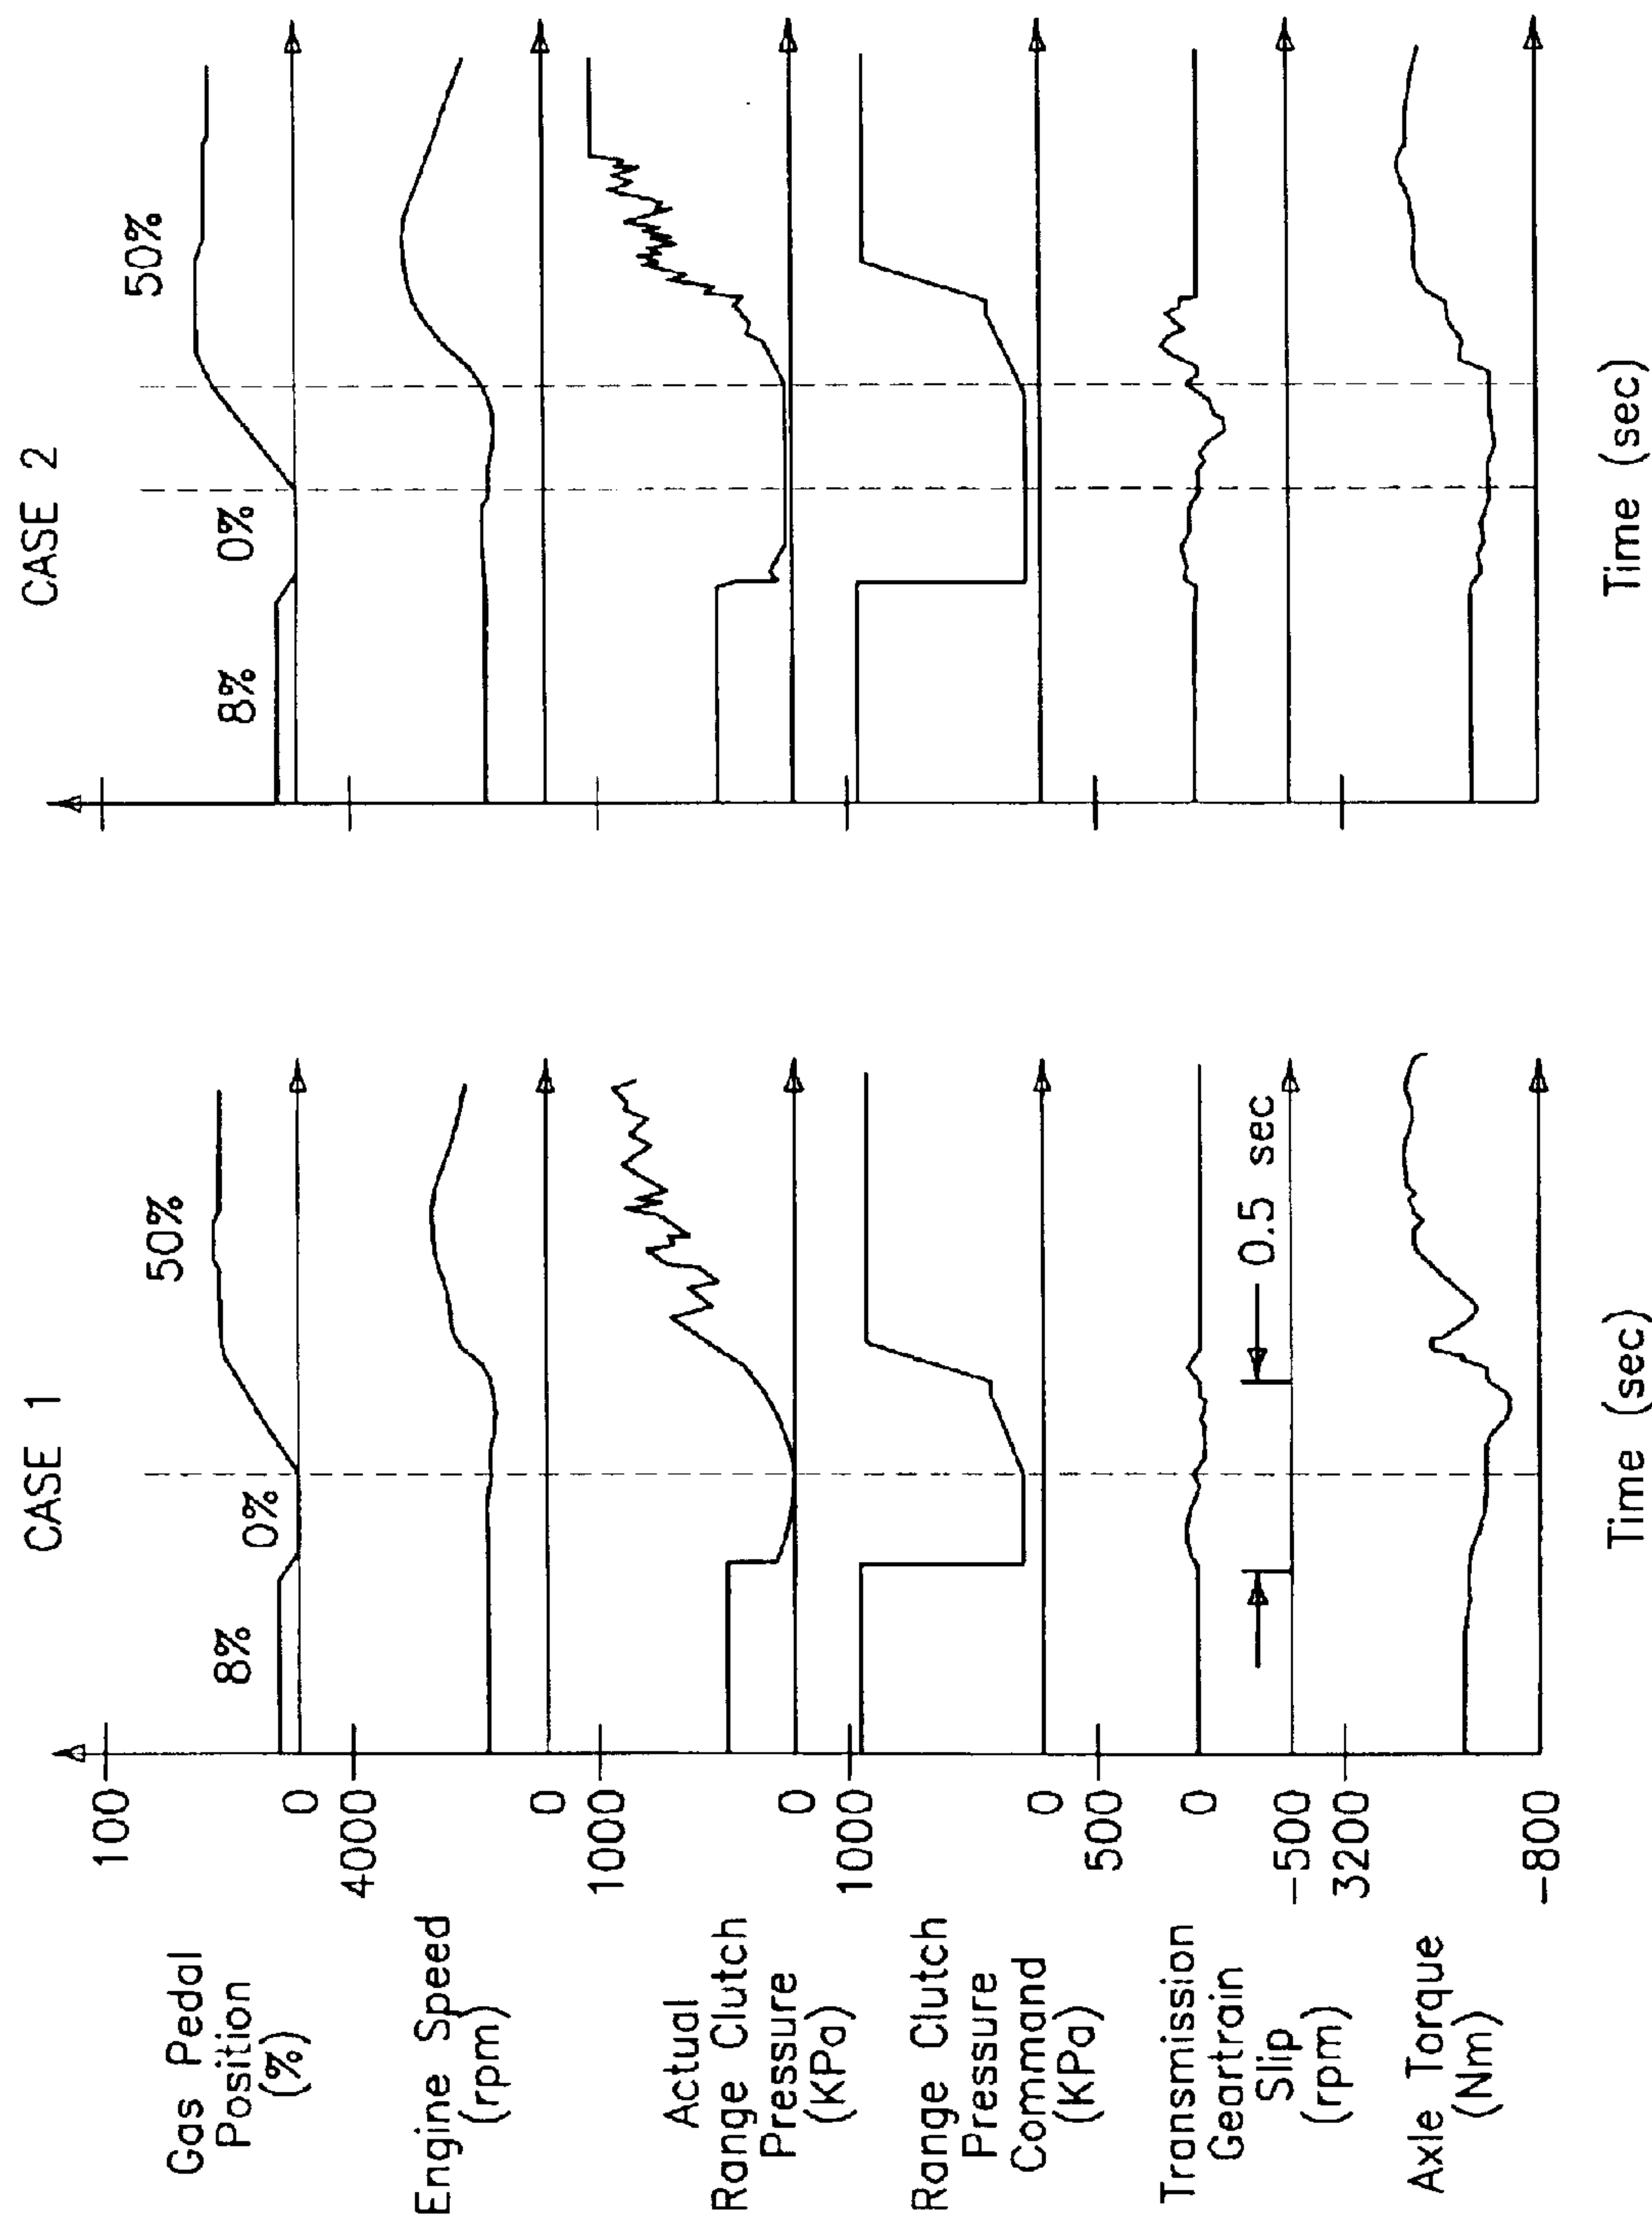 CASE 1
CASE 2
Gas Pedal
Position
(%)
100
0
8%
0%
50%
8%
0%
50%
Engine Speed
(rpm)
4000
0
Actual
Range Clutch
Pressure
(KPa)
1000
0
Range Clutch
Pressure
Command
(KPa)
1000
0
Transmission
Geartrain
Slip
(rpm)
500
0
-500
0.5 sec
Axle Torque
(Nm)
3200
-800
Time (sec)
Time (sec)